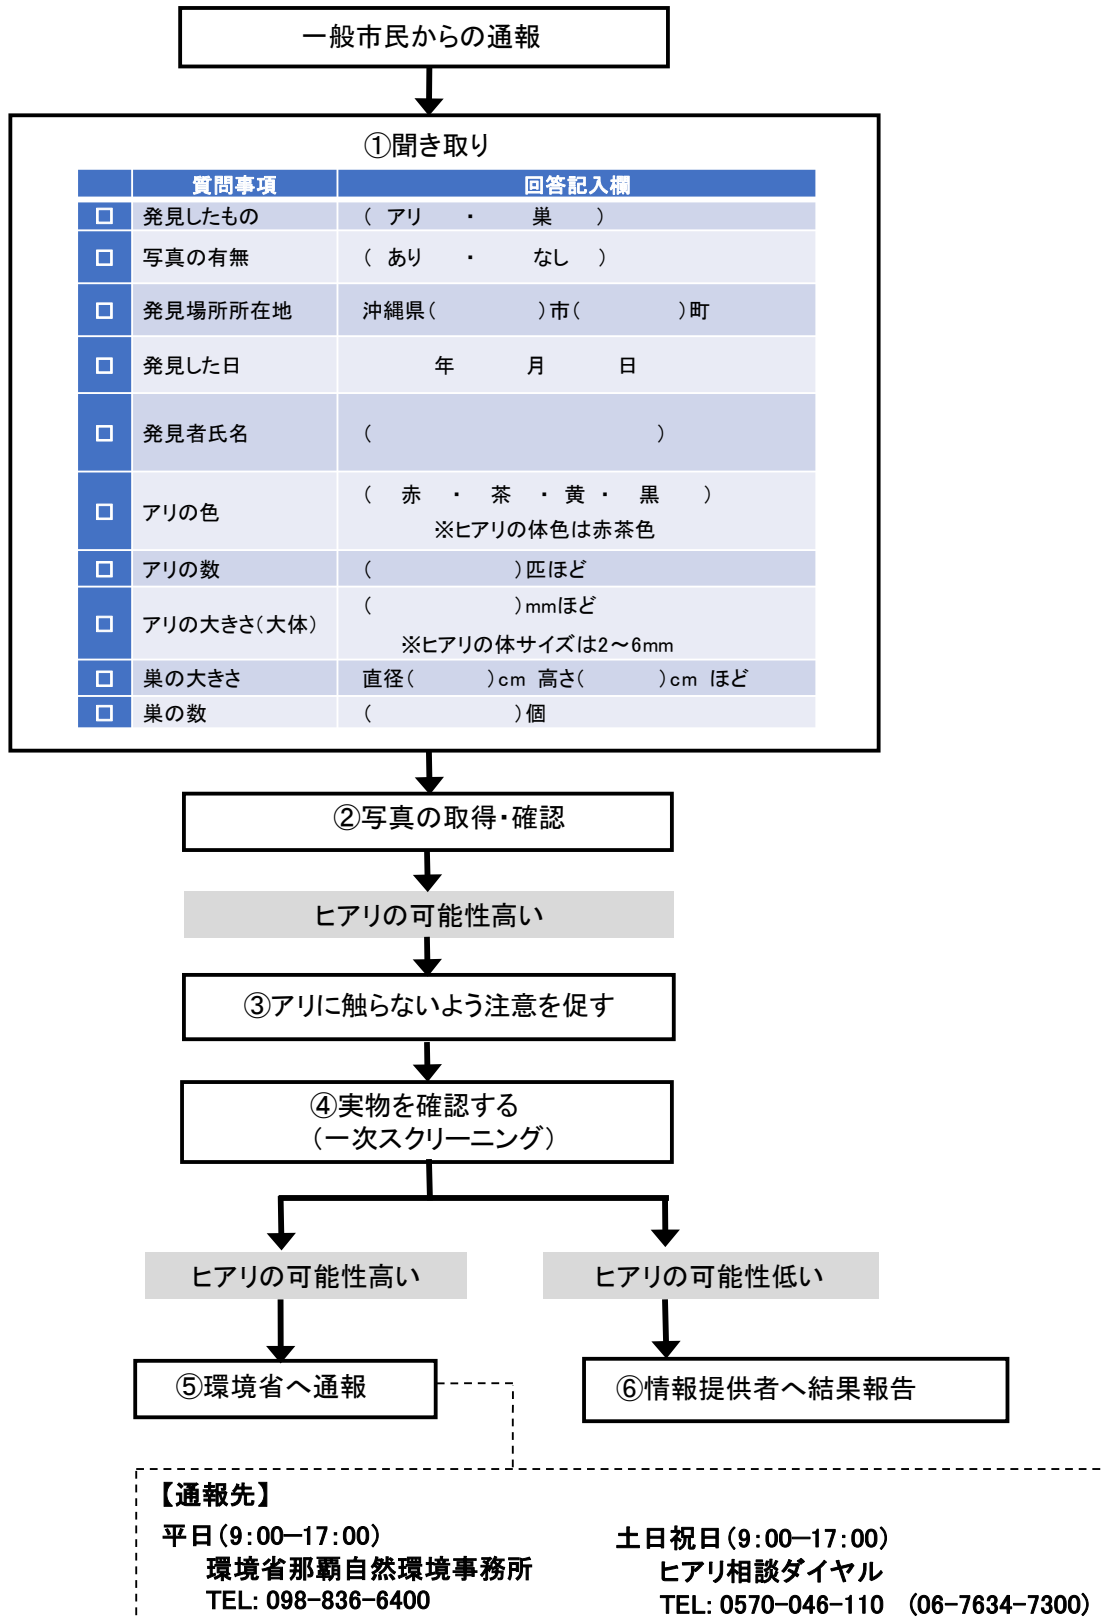 一般市民からの通報
①聞き取り
質問事項 回答記入欄
□ 発見したもの ( アリ ・ 巣 )
□ 写真の有無 ( あり ・ なし )
□ 発見場所所在地 沖縄県( )市( )町
□ 発見した日 年 月 日
□ 発見者氏名 ( )
□ アリの色 ( 赤 ・ 茶 ・ 黄 ・ 黒 )
※ヒアリの体色は赤茶色
□ アリの数 ( )匹ほど
□ アリの大きさ(大体) ( )mmほど
※ヒアリの体サイズは2～6mm
□ 巣の大きさ 直径( )cm 高さ( )cm ほど
□ 巣の数 ( )個
②写真の取得・確認
ヒアリの可能性高い
③アリに触らないよう注意を促す
④実物を確認する
(一次スクリーニング)
ヒアリの可能性高い ヒアリの可能性低い
⑤環境省へ通報 ⑥情報提供者へ結果報告
【通報先】
平日(9:00―17:00)
環境省那覇自然環境事務所
TEL: 098-836-6400
土日祝日(9:00―17:00)
ヒアリ相談ダイヤル
TEL: 0570-046-110 (06-7634-7300)